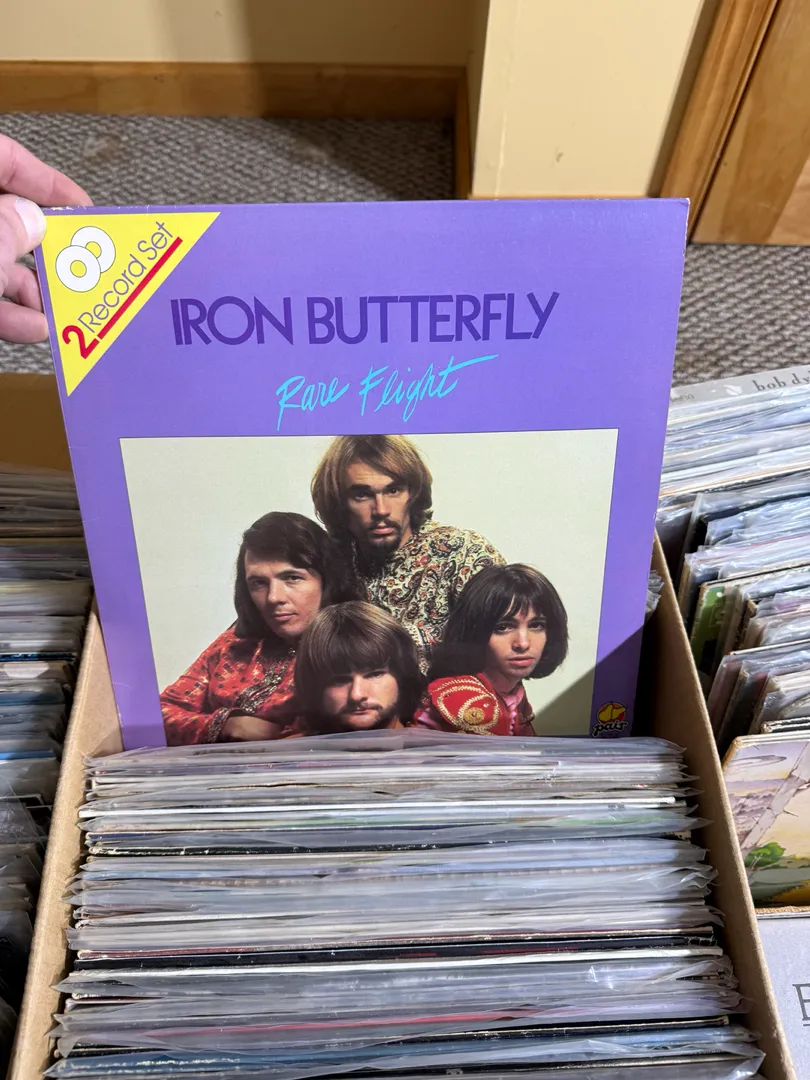 2 Record Set
IRON BUTTERFLY
Rare Flight
pair
bob dy
E